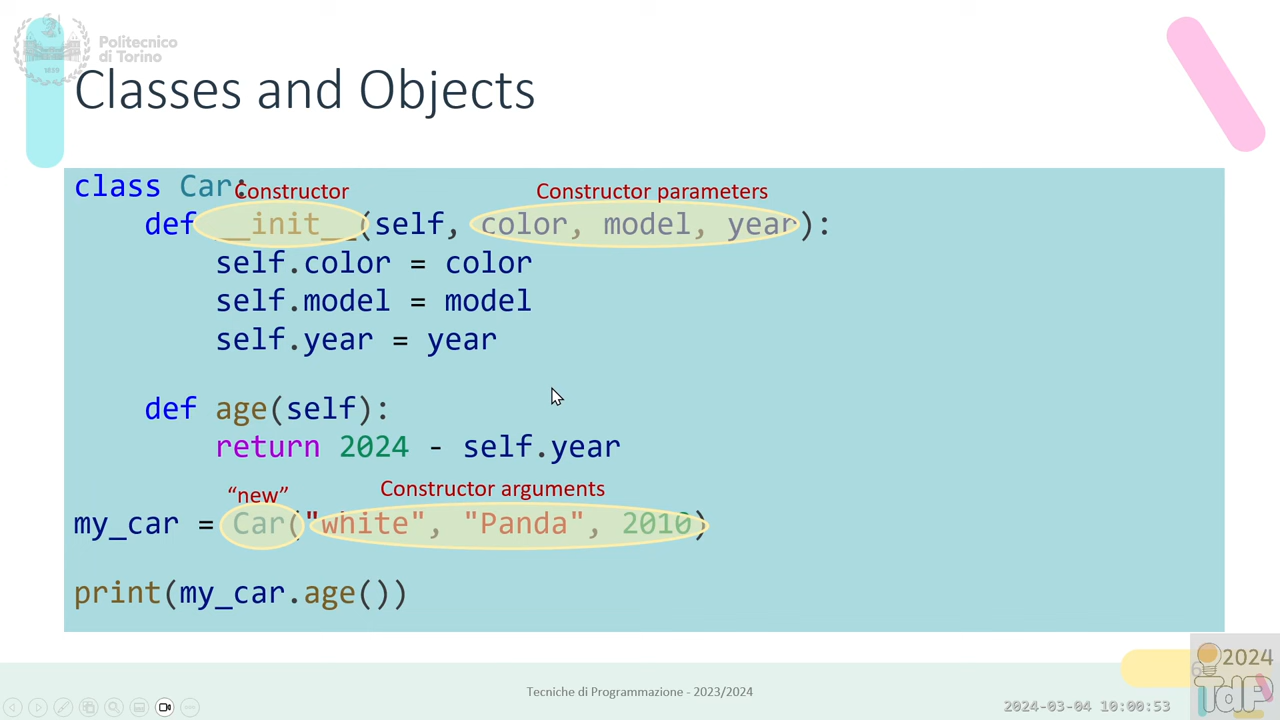 Politecnico
di Torino
Classes and Objects
class Car:
Constructor
Constructor parameters
def __init__(self, color, model, year):
self.color = color
self.model = model
self.year = year
def age(self):
return 2024 - self.year
“new”
Constructor arguments
my_car = Car("white", "Panda", 2010)
print(my_car.age())
Tecniche di Programmazione - 2023/2024
2024-03-04 10:00:53
6
2024
TdP